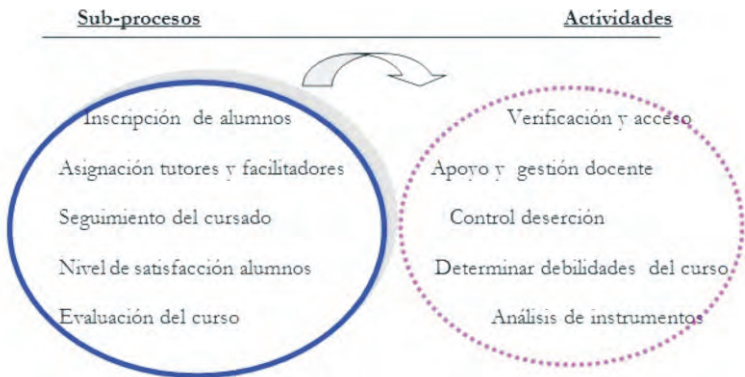 Sub-procesos Actividades
Inscripción de alumnos Verificación y acceso
Asignación tutores y facilitadores Apoyo y gestión docente
Seguimiento del cursado Control deserción
Nivel de satisfacción alumnos Determinar debilidades del curso
Evaluación del curso Análisis de instrumentos